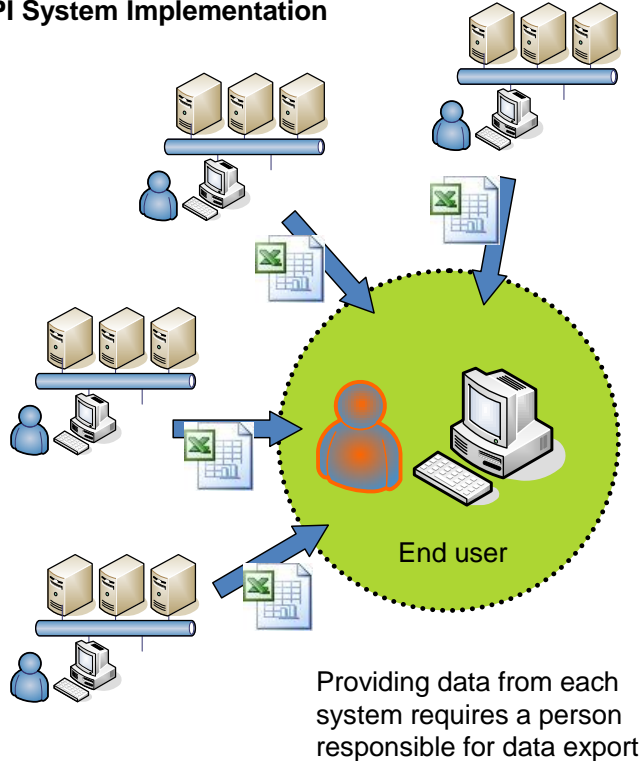 PI System Implementation
End user
Providing data from each
system requires a person
responsible for data export